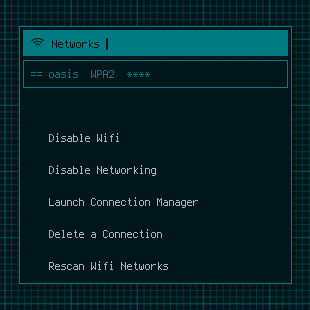 Networks
== oasis  WPA2  ****
Disable Wifi
Disable Networking
Launch Connection Manager
Delete a Connection
Rescan Wifi Networks